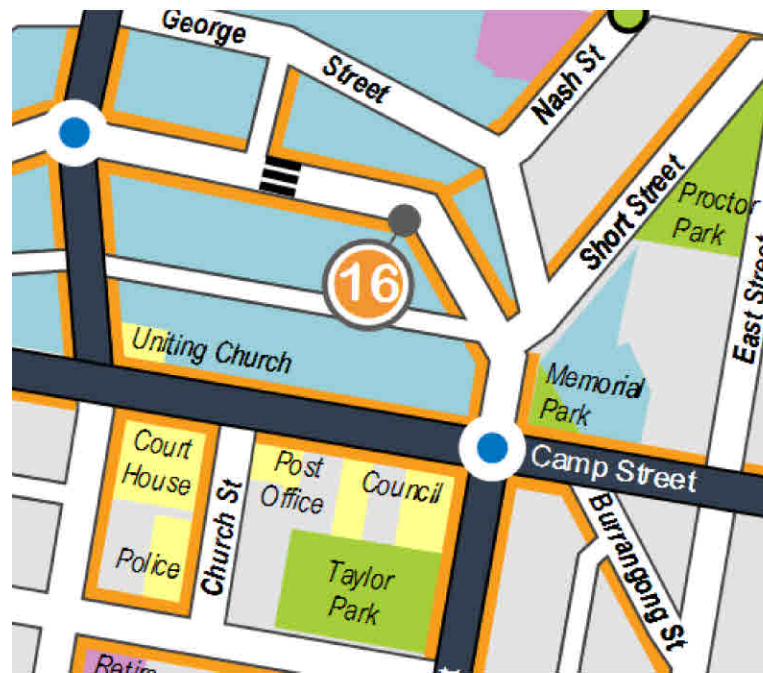 George
Street
Nash St
Short Street
Proctor
Park
East Street
16
Uniting Church
Memorial
Park
Camp Street
Court
House
Post
Office
Council
Church St
Police
Taylor
Park
Burrangong St